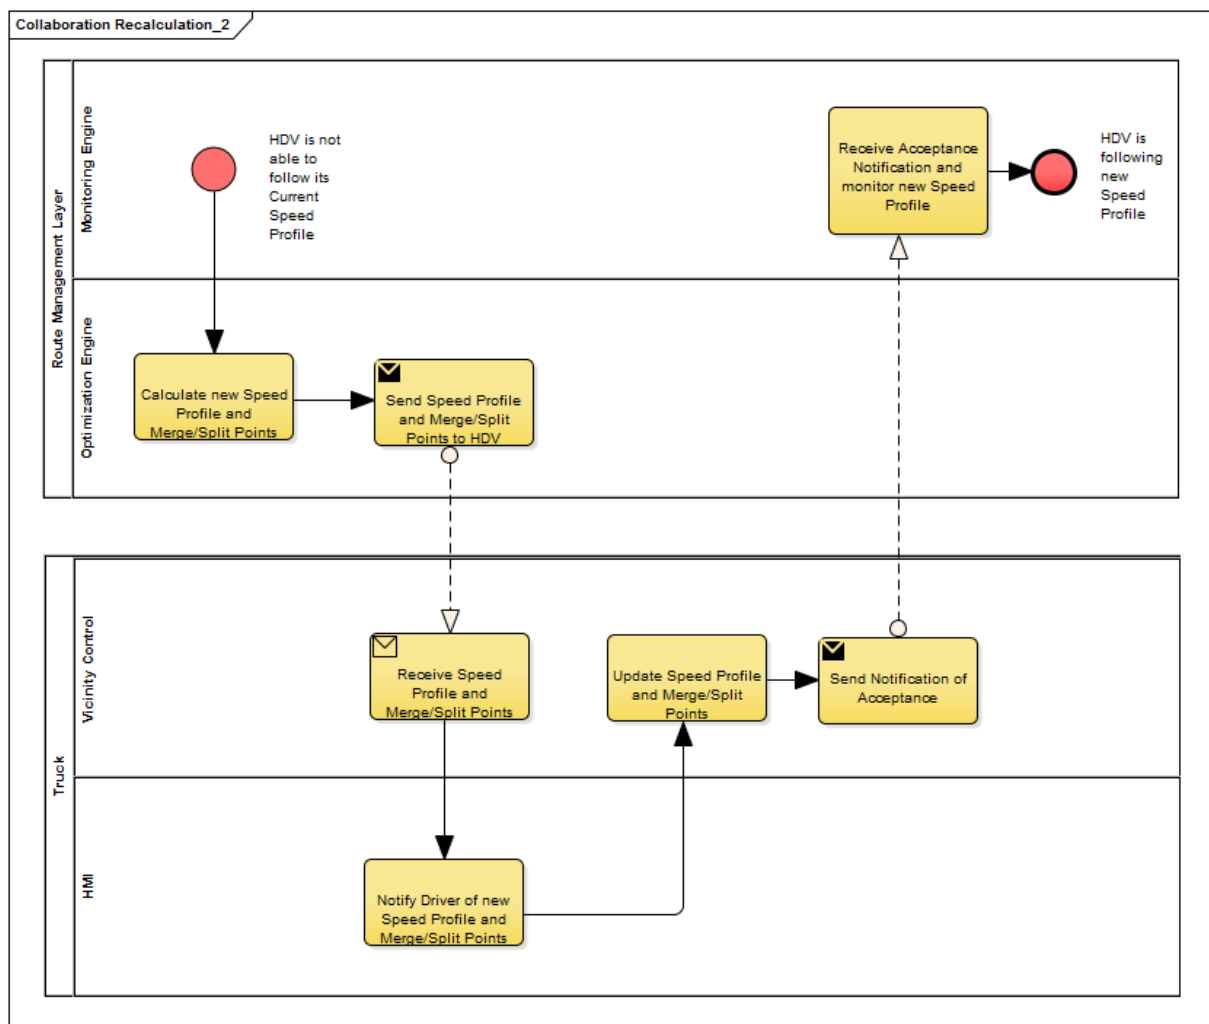 Collaboration Recalculation_2
Route Management Layer
Monitoring Engine
HDV is not
able to
follow its
Current
Speed
Profile
Receive Acceptance
Notification and
monitor new Speed
Profile
HDV is
following
new
Speed
Profile
Optimization Engine
Calculate new Speed
Profile and
Merge/Split Points
Send Speed Profile
and Merge/Split
Points to HDV
Truck
Vicinity Control
Receive Speed
Profile and
Merge/Split Points
Update Speed Profile
and Merge/Split
Points
Send Notification of
Acceptance
HMI
Notify Driver of new
Speed Profile and
Merge/Split Points